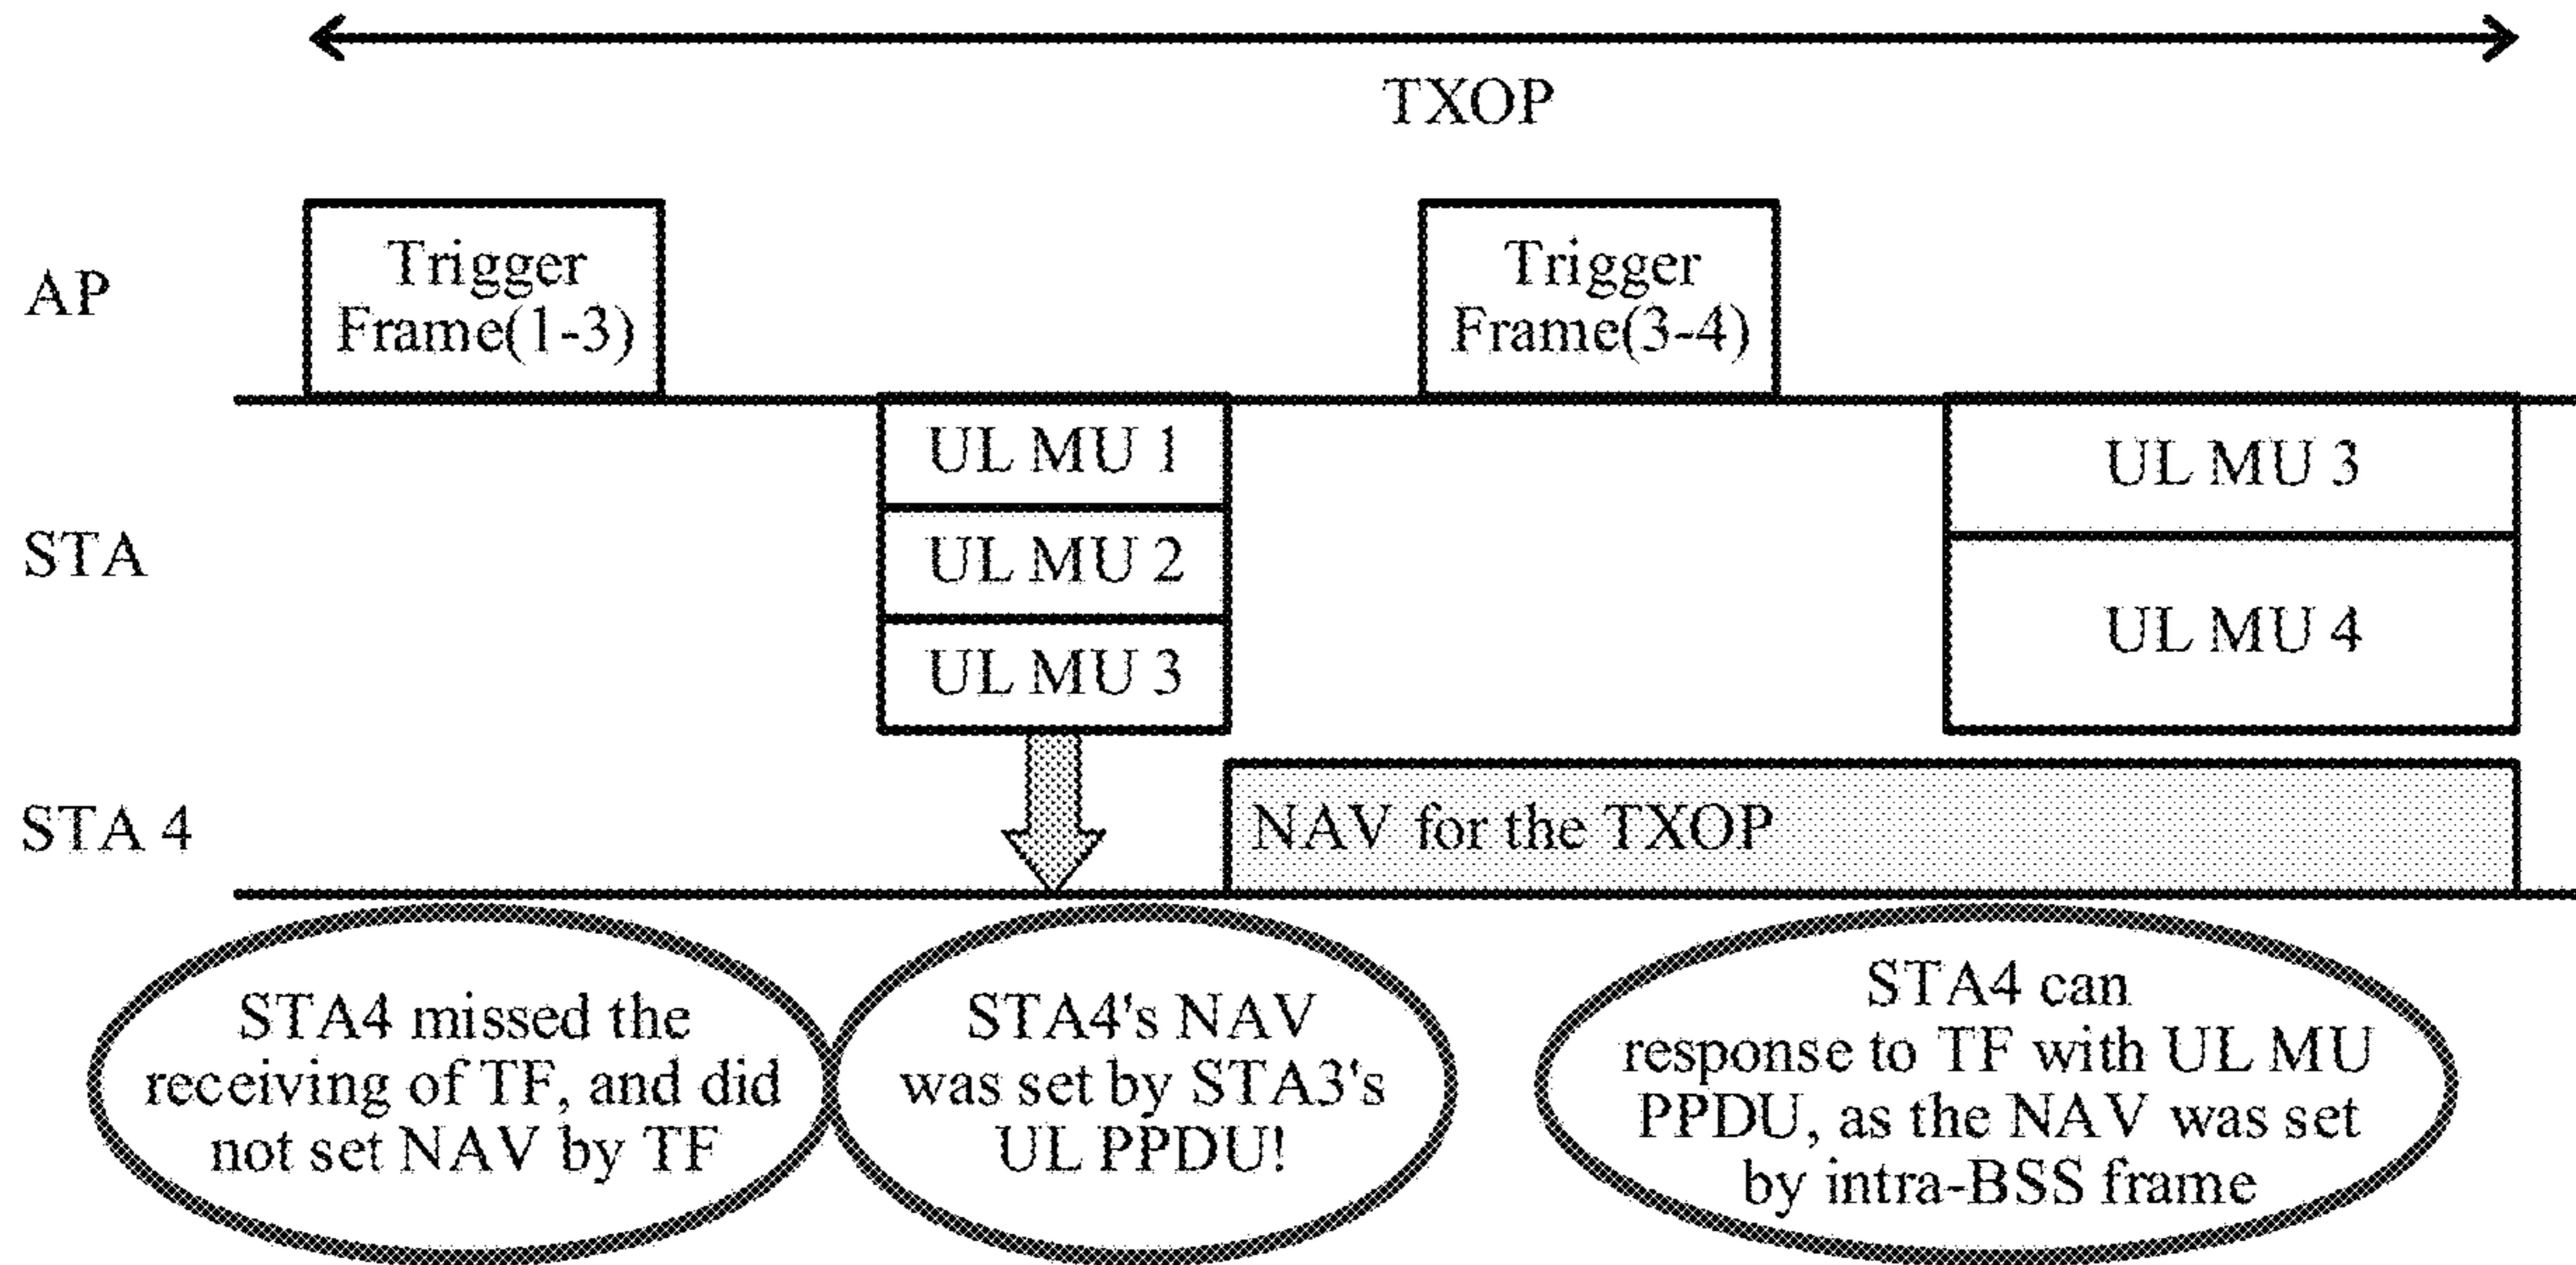 TXOP
AP
Trigger
Frame(1-3)
Trigger
Frame(3-4)
STA
UL MU 1
UL MU 2
UL MU 3
UL MU 3
UL MU 4
STA 4
NAV for the TXOP
STA4 missed the
receiving of TF, and did
not set NAV by TF
STA4's NAV
was set by STA3's
UL PPDU!
STA4 can
response to TF with UL MU
PPDU, as the NAV was set
by intra-BSS frame